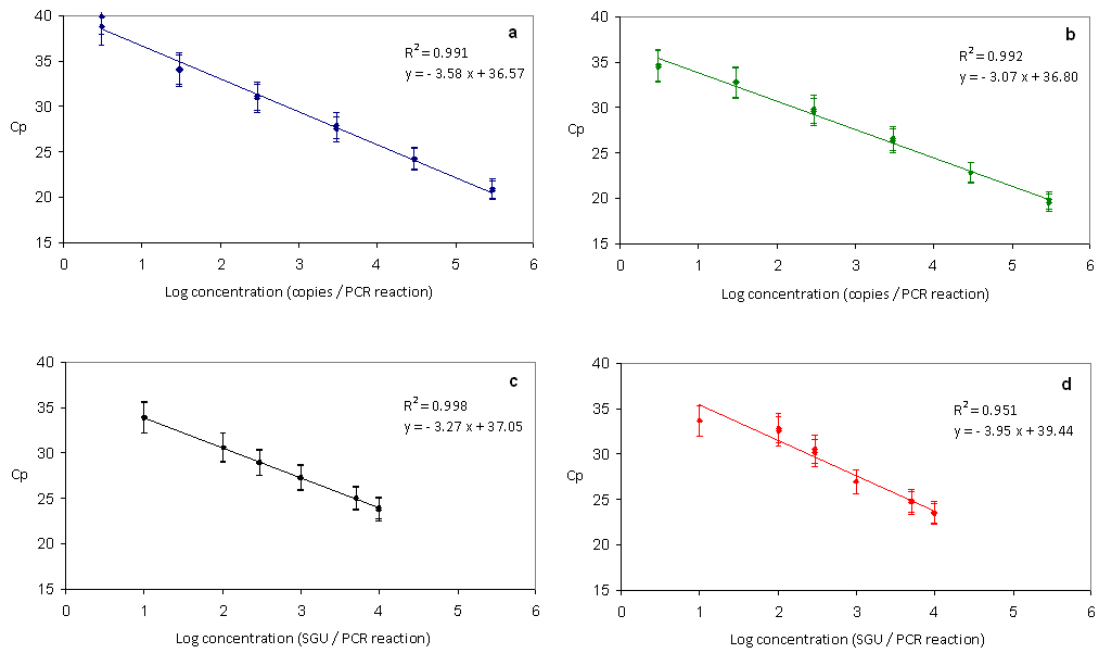 a
R² = 0.991
y = - 3.58 x + 36.57
40
35
30
25
20
15
Cp
0 1 2 3 4 5 6
Log concentration (copies / PCR reaction)
b
R² = 0.992
y = - 3.07 x + 36.80
40
35
30
25
20
15
Cp
0 1 2 3 4 5 6
Log concentration (copies / PCR reaction)
c
R² = 0.998
y = - 3.27 x + 37.05
40
35
30
25
20
15
Cp
0 1 2 3 4 5 6
Log concentration (SGU / PCR reaction)
d
R² = 0.951
y = - 3.95 x + 39.44
40
35
30
25
20
15
Cp
0 1 2 3 4 5 6
Log concentration (SGU / PCR reaction)